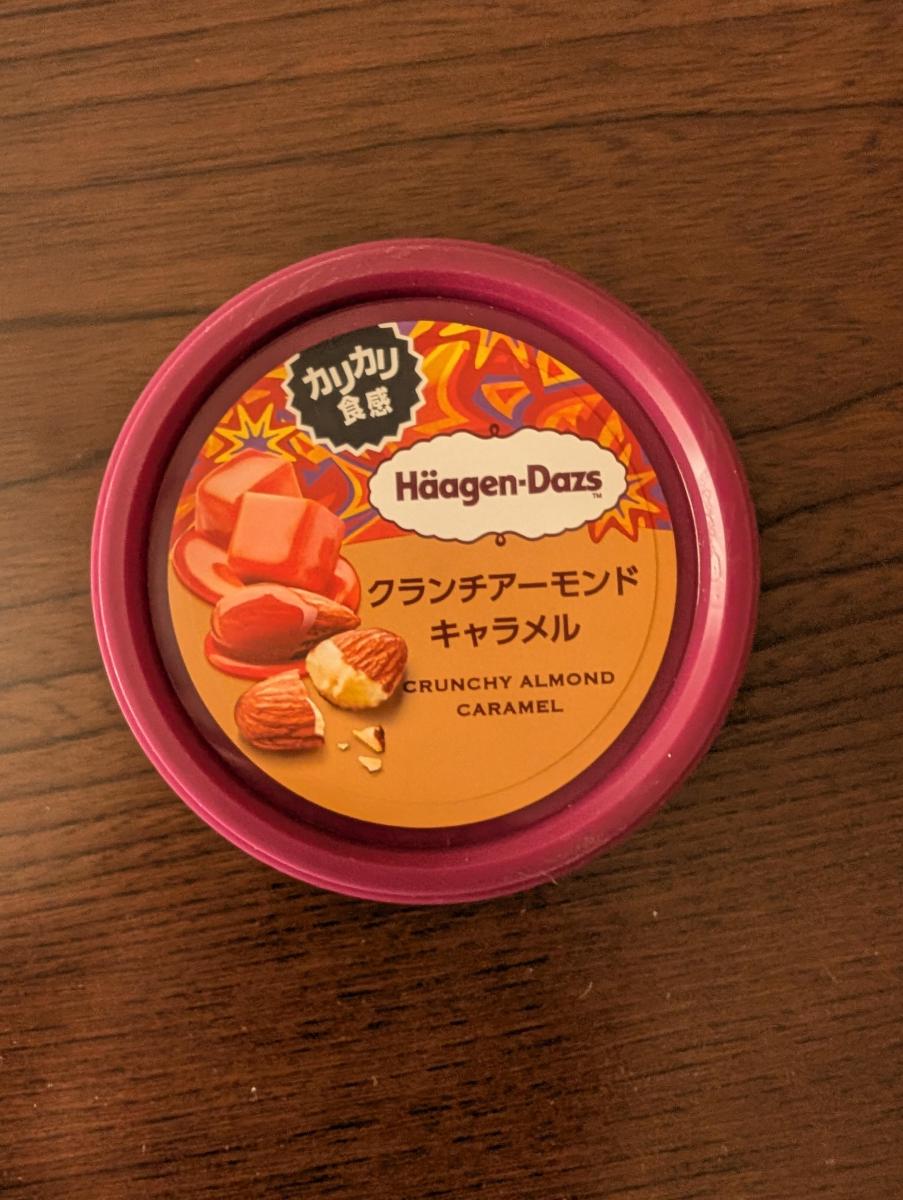 カリカリ
食感
Häagen-Dazs™
クランチアーモンド
キャラメル
CRUNCHY ALMOND
CARAMEL